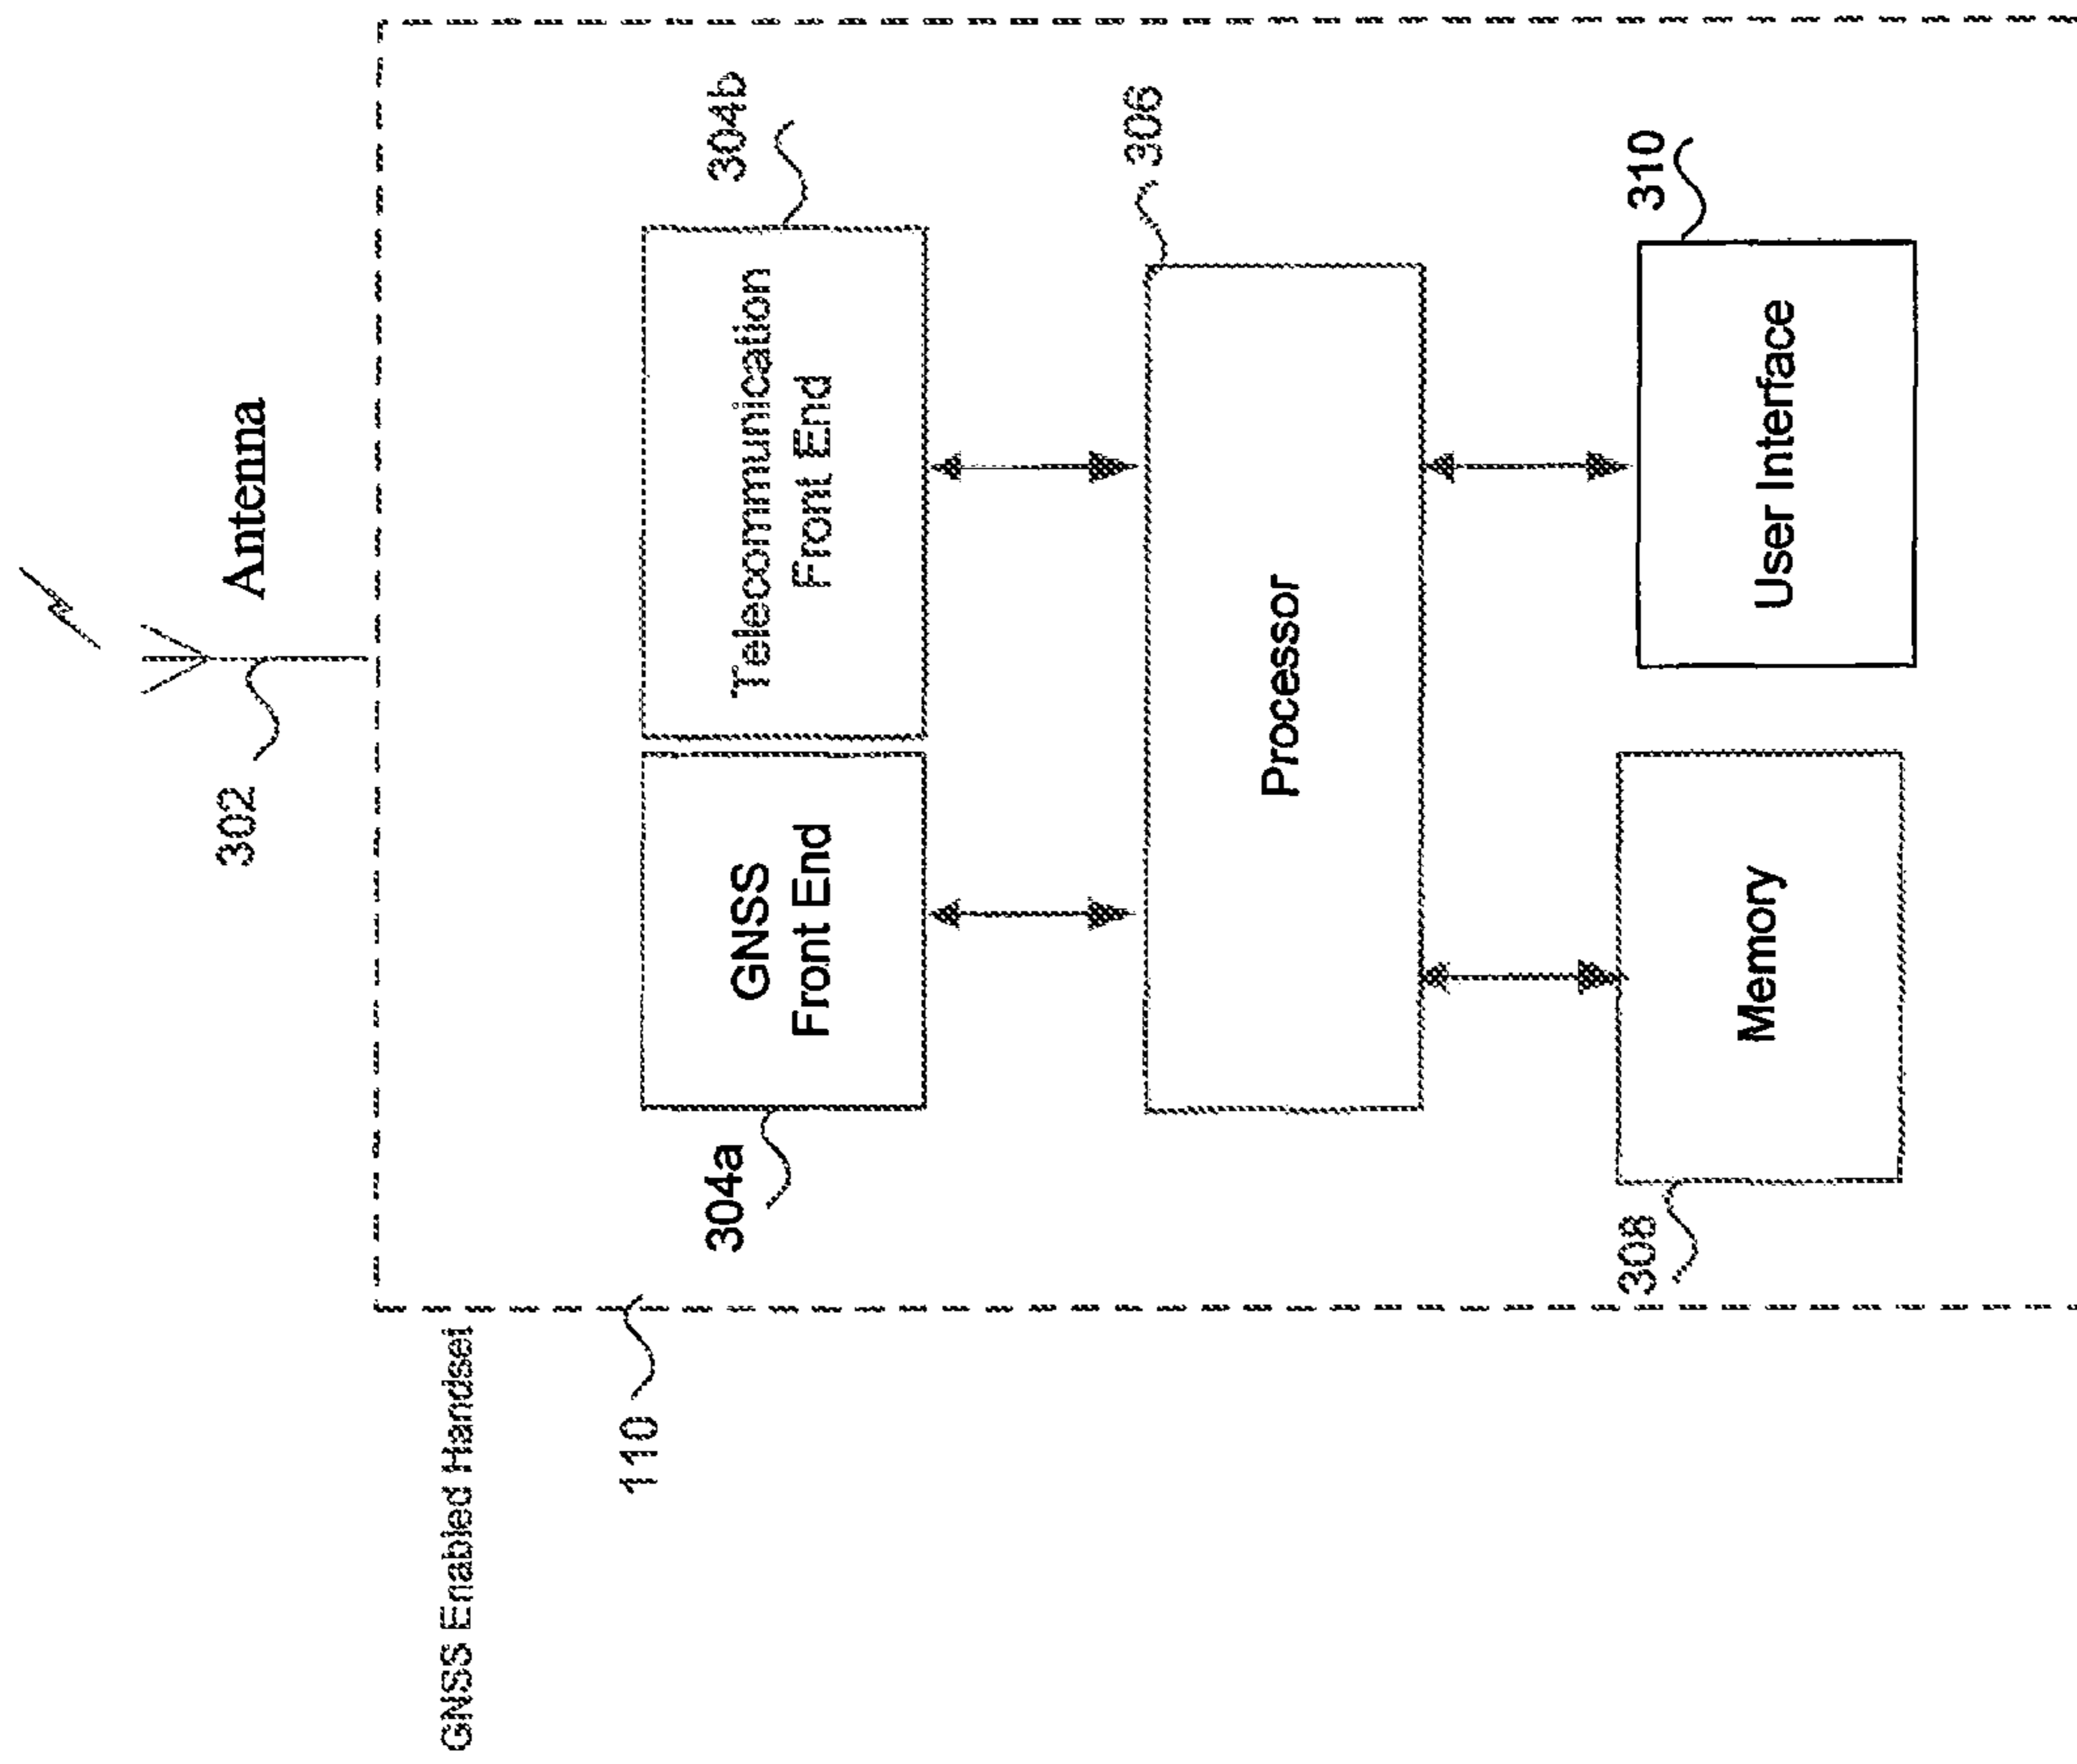 Antenna
302
GNSS Enabled Handset
110
304a
GNSS
Front End
Telecommunication
Front End
304b
Processor
306
308
Memory
User Interface
310